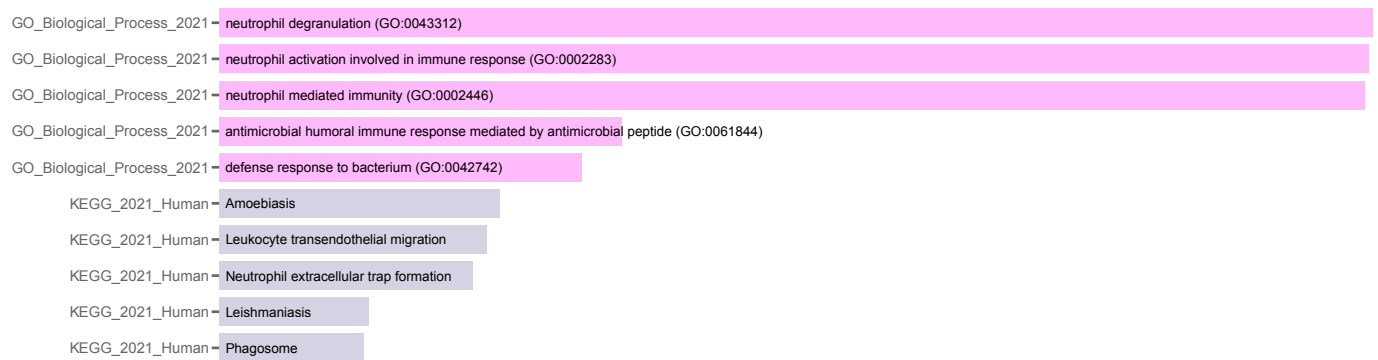 GO_Biological_Process_2021 neutrophil degranulation (GO:0043312)
GO_Biological_Process_2021 neutrophil activation involved in immune response (GO:0002283)
GO_Biological_Process_2021 neutrophil mediated immunity (GO:0002446)
GO_Biological_Process_2021 antimicrobial humoral immune response mediated by antimicrobial peptide (GO:0061844)
GO_Biological_Process_2021 defense response to bacterium (GO:0042742)
KEGG_2021_Human Amoebiasis
KEGG_2021_Human Leukocyte transendothelial migration
KEGG_2021_Human Neutrophil extracellular trap formation
KEGG_2021_Human Leishmaniasis
KEGG_2021_Human Phagosome